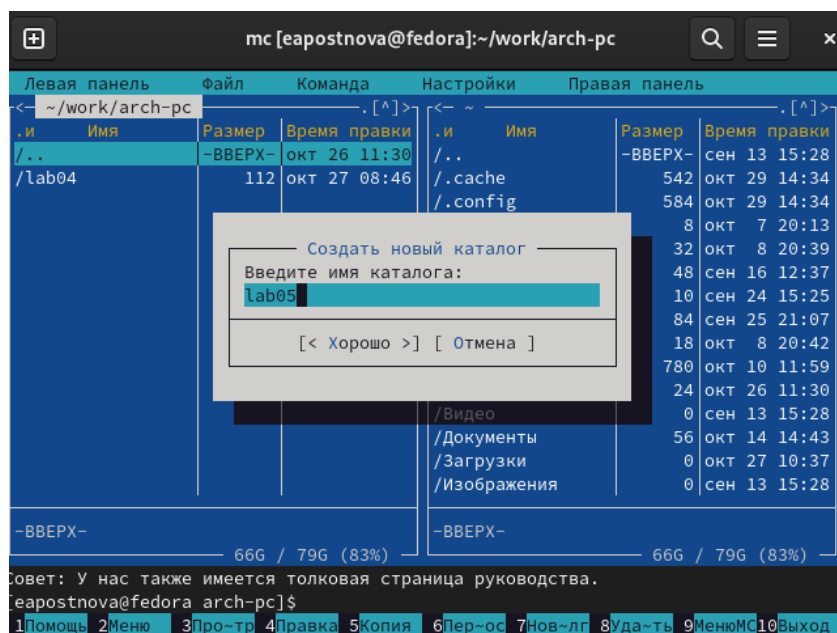 mc [eapostnova@fedora]:~/work/arch-pc
Левая панель Файл Команда Настройки Правая панель
<— ~/work/arch-pc .[^]> <— ~ .[^]>
.и Имя Размер Время правки .и Имя Размер Время правки
/.. -ВВЕРХ- окт 26 11:30 /.. -ВВЕРХ- сен 13 15:28
/lab04 112 окт 27 08:46 /.cache 542 окт 29 14:34
/.config 584 окт 29 14:34
8 окт 7 20:13
Создать новый каталог 32 окт 8 20:39
Введите имя каталога: 48 сен 16 12:37
lab05 10 сен 24 15:25
84 сен 25 21:07
[< Хорошо >] [ Отмена ] 18 окт 8 20:42
780 окт 10 11:59
24 окт 26 11:30
/Видео 0 сен 13 15:28
/Документы 56 окт 14 14:43
/Загрузки 0 окт 27 10:37
/Изображения 0 сен 13 15:28
-ВВЕРХ- -ВВЕРХ-
66G / 79G (83%) 66G / 79G (83%)
Совет: У нас также имеется толковая страница руководства.
[eapostnova@fedora arch-pc]$
1Помощь 2Меню 3Про~тр 4Правка 5Копия 6Пер~ос 7Нов~лг 8Уда~ть 9МенюMC 10Выход